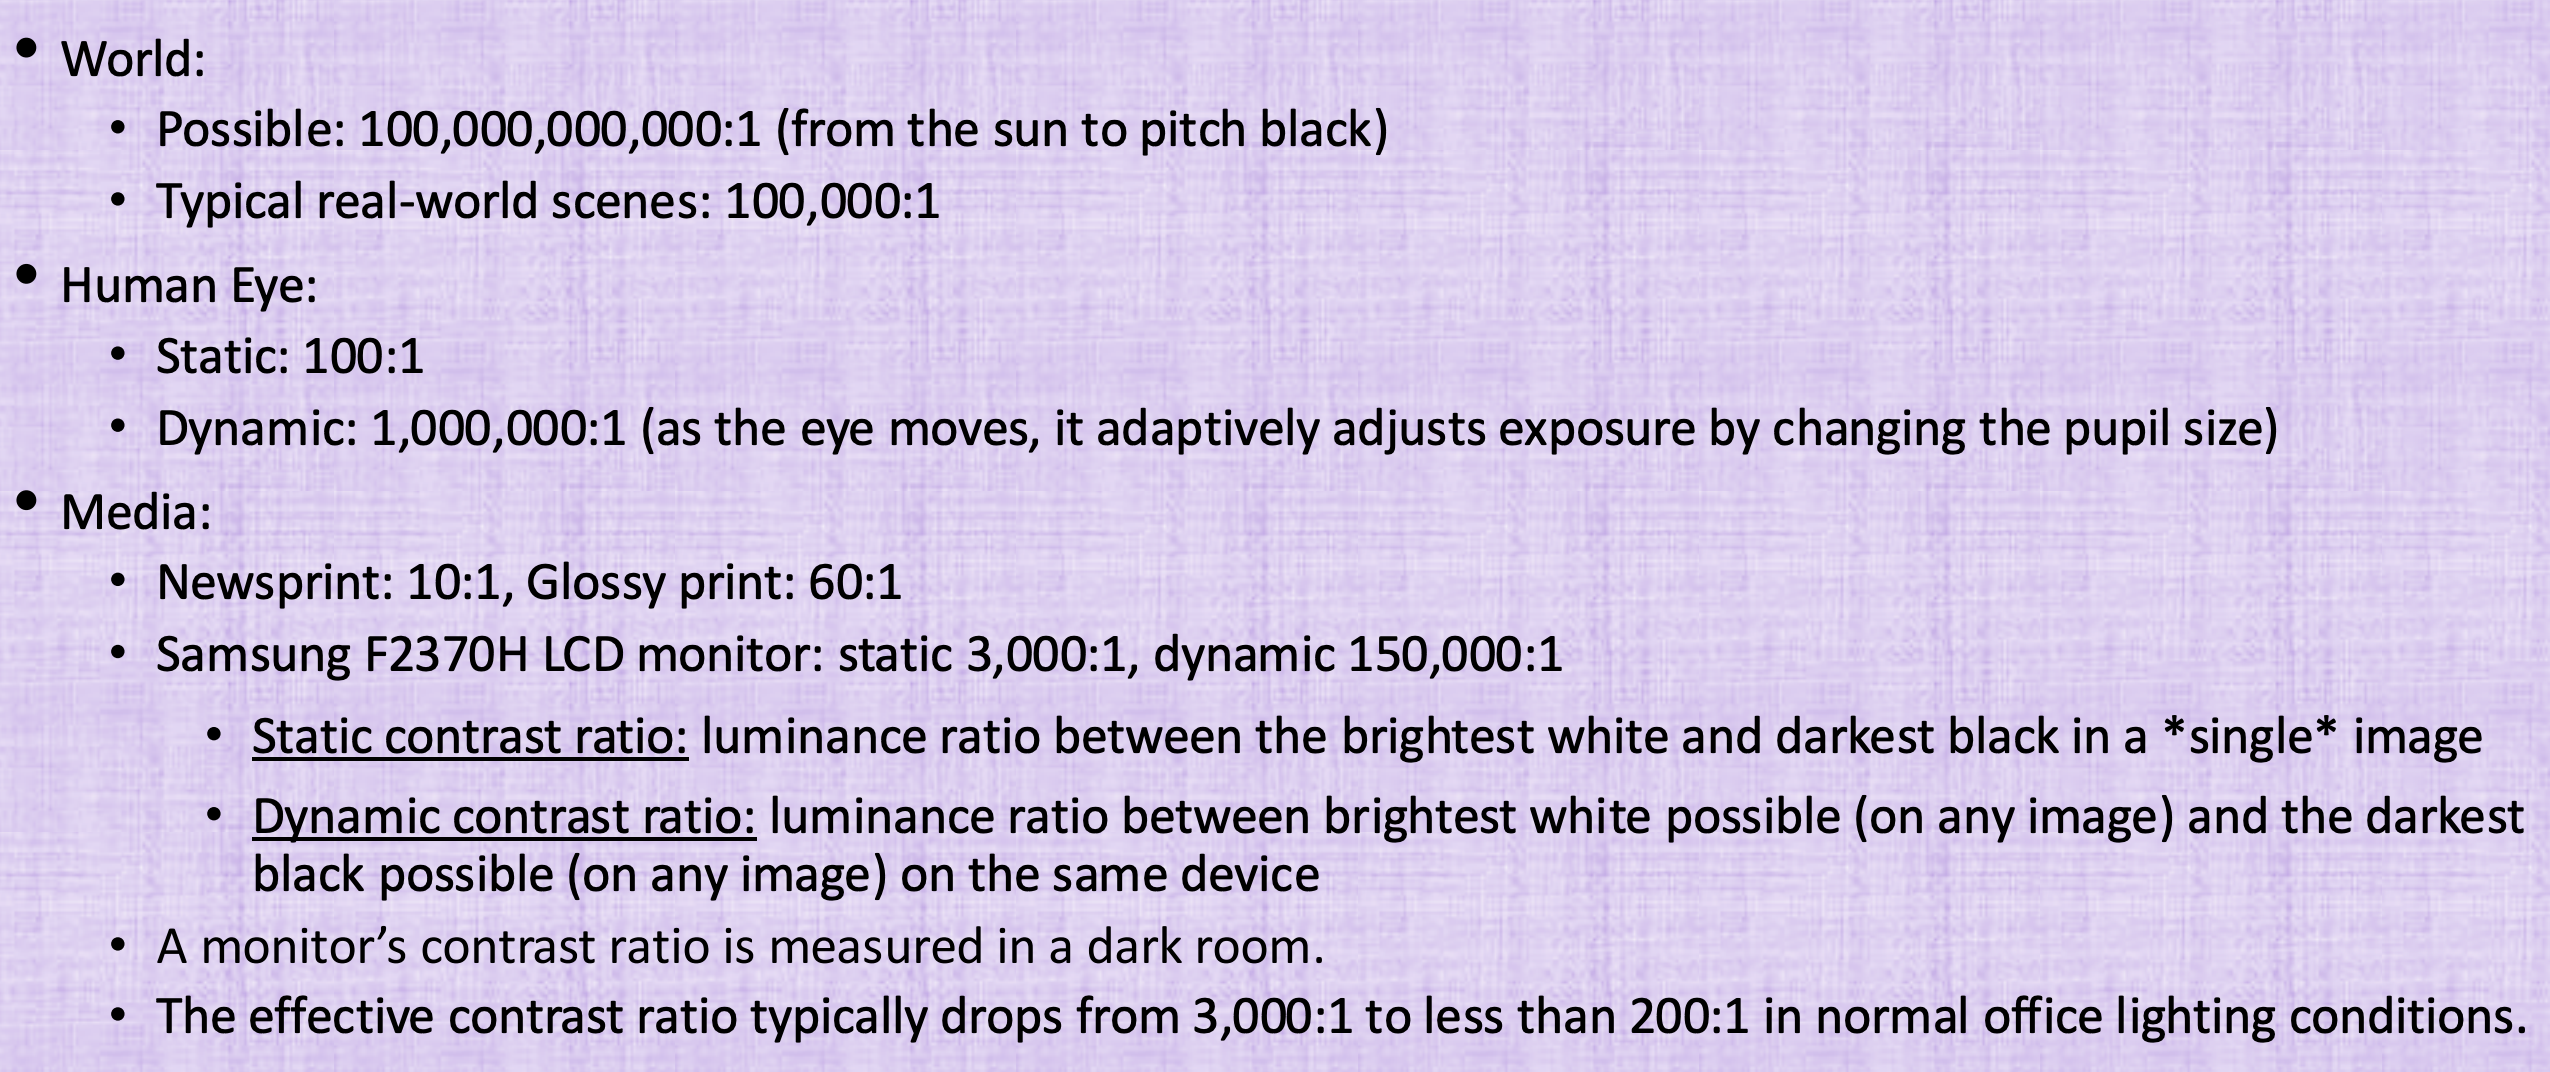 • World:
• Possible: 100,000,000,000:1 (from the sun to pitch black)
• Typical real-world scenes: 100,000:1
• Human Eye:
• Static: 100:1
• Dynamic: 1,000,000:1 (as the eye moves, it adaptively adjusts exposure by changing the pupil size)
• Media:
• Newsprint: 10:1, Glossy print: 60:1
• Samsung F2370H LCD monitor: static 3,000:1, dynamic 150,000:1
• Static contrast ratio: luminance ratio between the brightest white and darkest black in a *single* image
• Dynamic contrast ratio: luminance ratio between brightest white possible (on any image) and the darkest
black possible (on any image) on the same device
• A monitor’s contrast ratio is measured in a dark room.
• The effective contrast ratio typically drops from 3,000:1 to less than 200:1 in normal office lighting conditions.